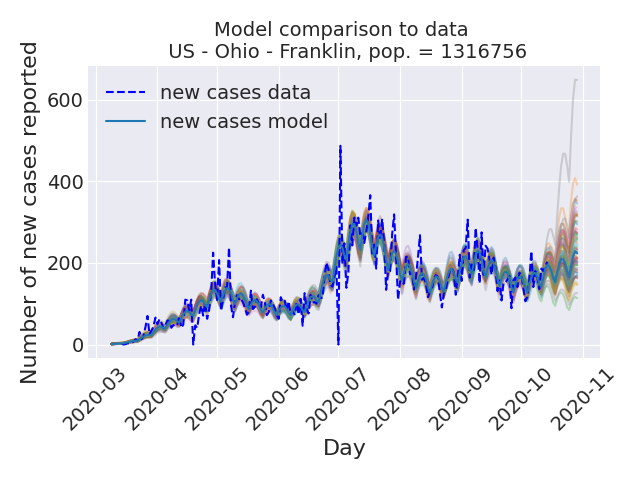 Model comparison to data
US - Ohio - Franklin, pop. = 1316756
Number of new cases reported
600
400
200
0
new cases data
new cases model
2020-03
2020-04
2020-05
2020-06
2020-07
2020-08
2020-09
2020-10
2020-11
Day